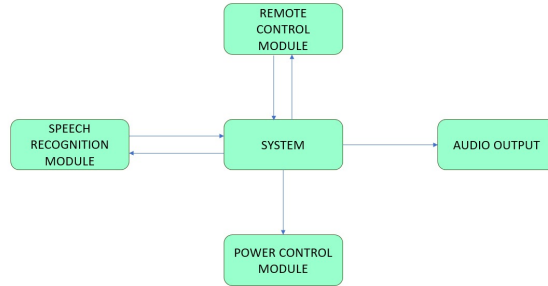 REMOTE
CONTROL
MODULE
SPEECH
RECOGNITION
MODULE
SYSTEM
AUDIO OUTPUT
POWER CONTROL
MODULE